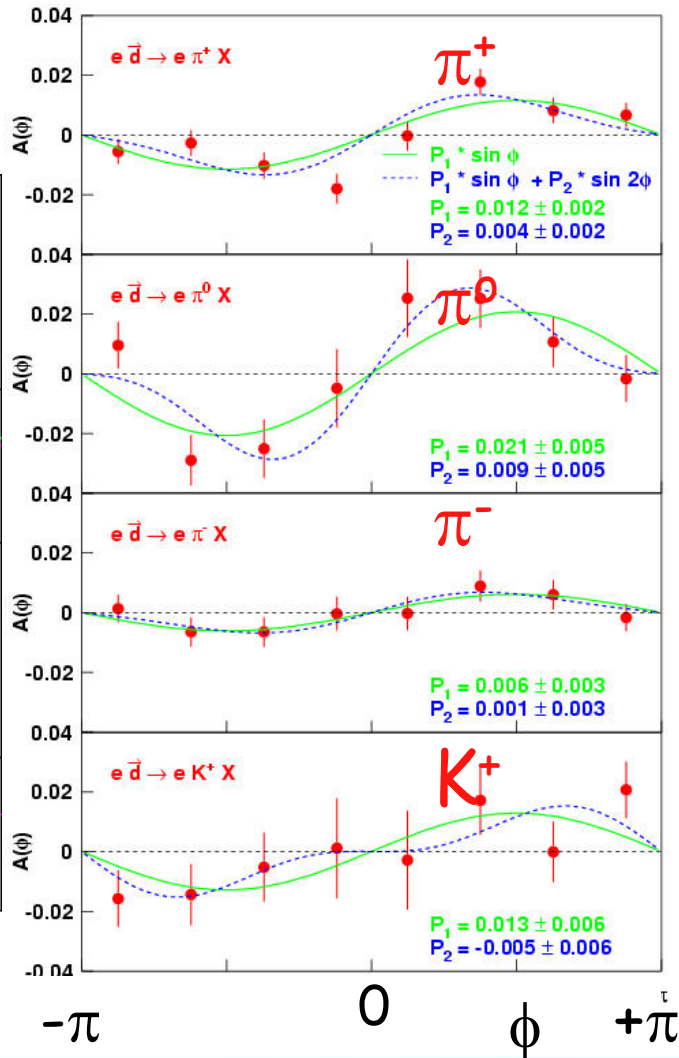 0.04
e d⃗ → e π⁺ X
π⁺
0.02
A(φ)
0
P₁ * sin φ
P₁ * sin φ + P₂ * sin 2φ
-0.02
P₁ = 0.012 ± 0.002
P₂ = 0.004 ± 0.002
0.04
e d⃗ → e π⁰ X
π⁰
0.02
A(φ)
0
-0.02
P₁ = 0.021 ± 0.005
P₂ = 0.009 ± 0.005
0.04
e d⃗ → e π⁻ X
π⁻
0.02
A(φ)
0
-0.02
P₁ = 0.006 ± 0.003
P₂ = 0.001 ± 0.003
0.04
e d⃗ → e K⁺ X
K⁺
0.02
A(φ)
0
-0.02
P₁ = 0.013 ± 0.006
P₂ = -0.005 ± 0.006
-0.04
-π 0 φ +π